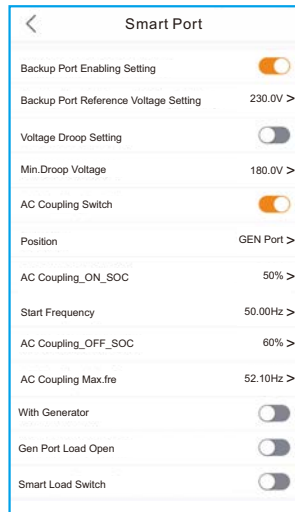 Smart Port
Backup Port Enabling Setting
Backup Port Reference Voltage Setting 230.0V >
Voltage Droop Setting
Min.Droop Voltage 180.0V >
AC Coupling Switch
Position GEN Port >
AC Coupling_ON_SOC 50% >
Start Frequency 50.00Hz >
AC Coupling_OFF_SOC 60% >
AC Coupling Max.fre 52.10Hz >
With Generator
Gen Port Load Open
Smart Load Switch